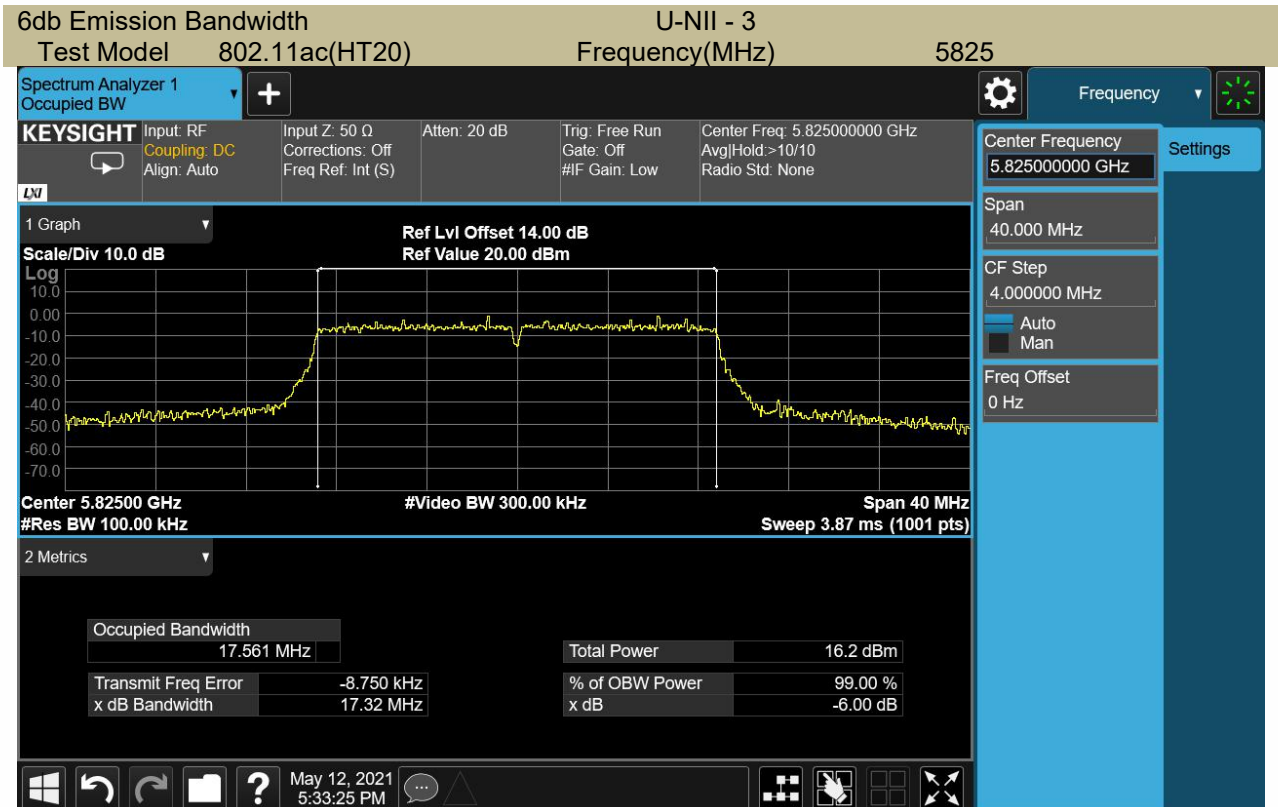 6db Emission Bandwidth U-NII - 3
Test Model 802.11ac(HT20) Frequency(MHz) 5825
Spectrum Analyzer 1
Occupied BW
+
Frequency
KEYSIGHT
LXI
Input: RF
Coupling: DC
Align: Auto
Input Z: 50 Ω
Corrections: Off
Freq Ref: Int (S)
Atten: 20 dB
Trig: Free Run
Gate: Off
#IF Gain: Low
Center Freq: 5.825000000 GHz
Avg|Hold:>10/10
Radio Std: None
Center Frequency
5.825000000 GHz
Settings
Span
40.000 MHz
CF Step
4.000000 MHz
Auto
Man
Freq Offset
0 Hz
1 Graph
Scale/Div 10.0 dB
Ref Lvl Offset 14.00 dB
Ref Value 20.00 dBm
Log
10.0
0.00
-10.0
-20.0
-30.0
-40.0
-50.0
-60.0
-70.0
Center 5.82500 GHz #Video BW 300.00 kHz Span 40 MHz
#Res BW 100.00 kHz Sweep 3.87 ms (1001 pts)
2 Metrics
Occupied Bandwidth
17.561 MHz
Total Power 16.2 dBm
Transmit Freq Error -8.750 kHz % of OBW Power 99.00 %
x dB Bandwidth 17.32 MHz x dB -6.00 dB
?
May 12, 2021
5:33:25 PM